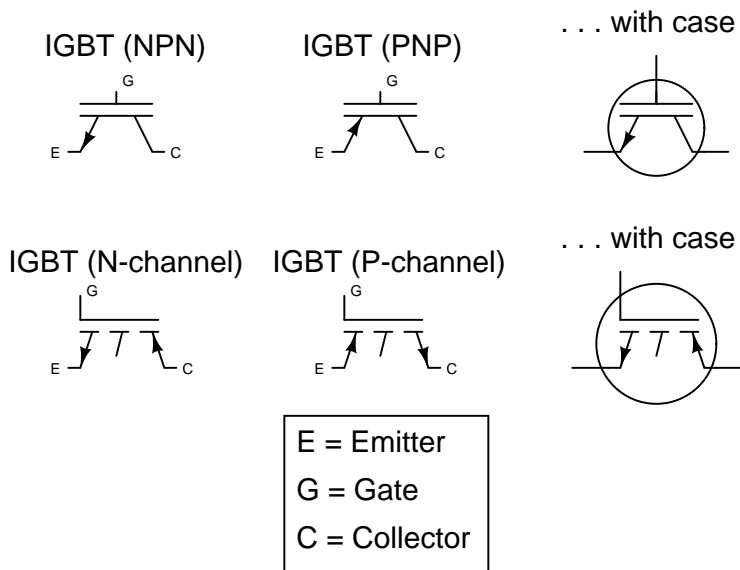 IGBT (NPN)
IGBT (PNP)
. . . with case
G
E
C
G
E
C
IGBT (N-channel)
IGBT (P-channel)
. . . with case
G
E
C
G
E
C
E = Emitter
G = Gate
C = Collector